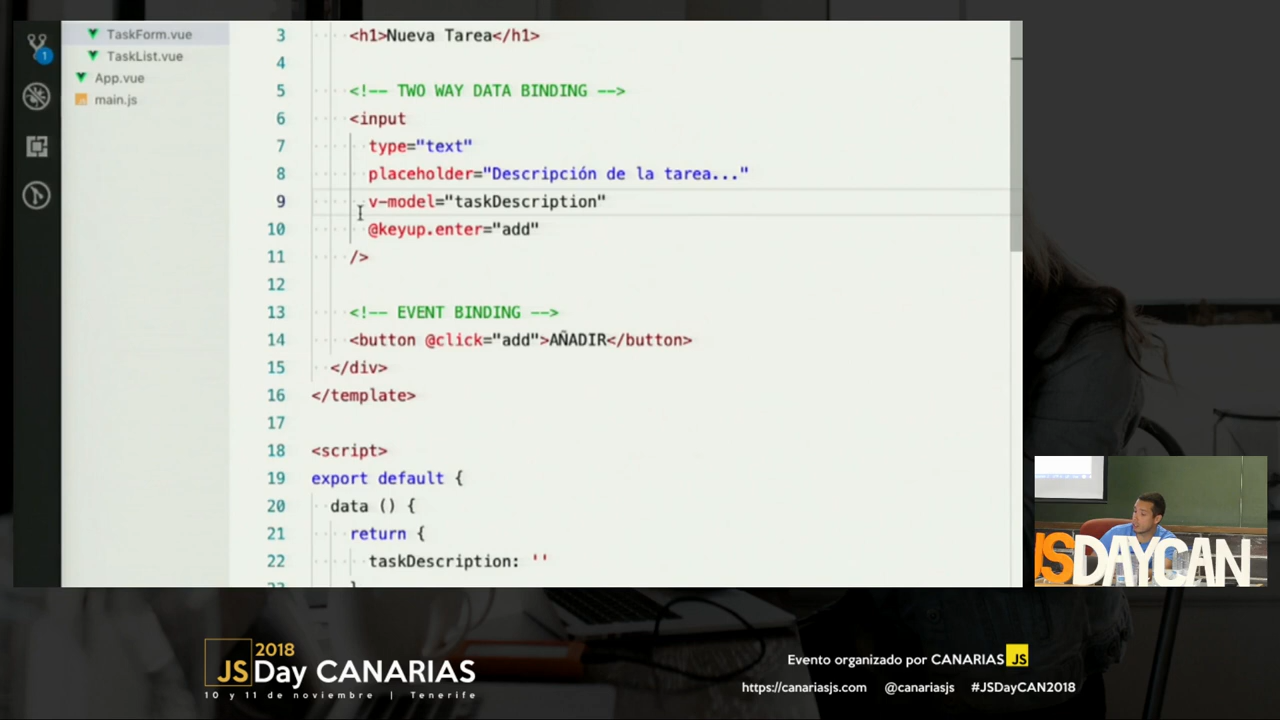 TaskForm.vue
TaskList.vue
App.vue
main.js
1
3 <h1>Nueva Tarea</h1>
4
5 <!-- TWO WAY DATA BINDING -->
6 <input
7 type="text"
8 placeholder="Descripción de la tarea..."
9 v-model="taskDescription"
10 @keyup.enter="add"
11 />
12
13 <!-- EVENT BINDING -->
14 <button @click="add">AÑADIR</button>
15 </div>
16 </template>
17
18 <script>
19 export default {
20 data () {
21 return {
22 taskDescription: ''
JSDAYCAN
2018
JSDay CANARIAS
10 y 11 de noviembre | Tenerife
Evento organizado por CANARIAS JS
https://canariasjs.com @canariasjs #JSDayCAN2018